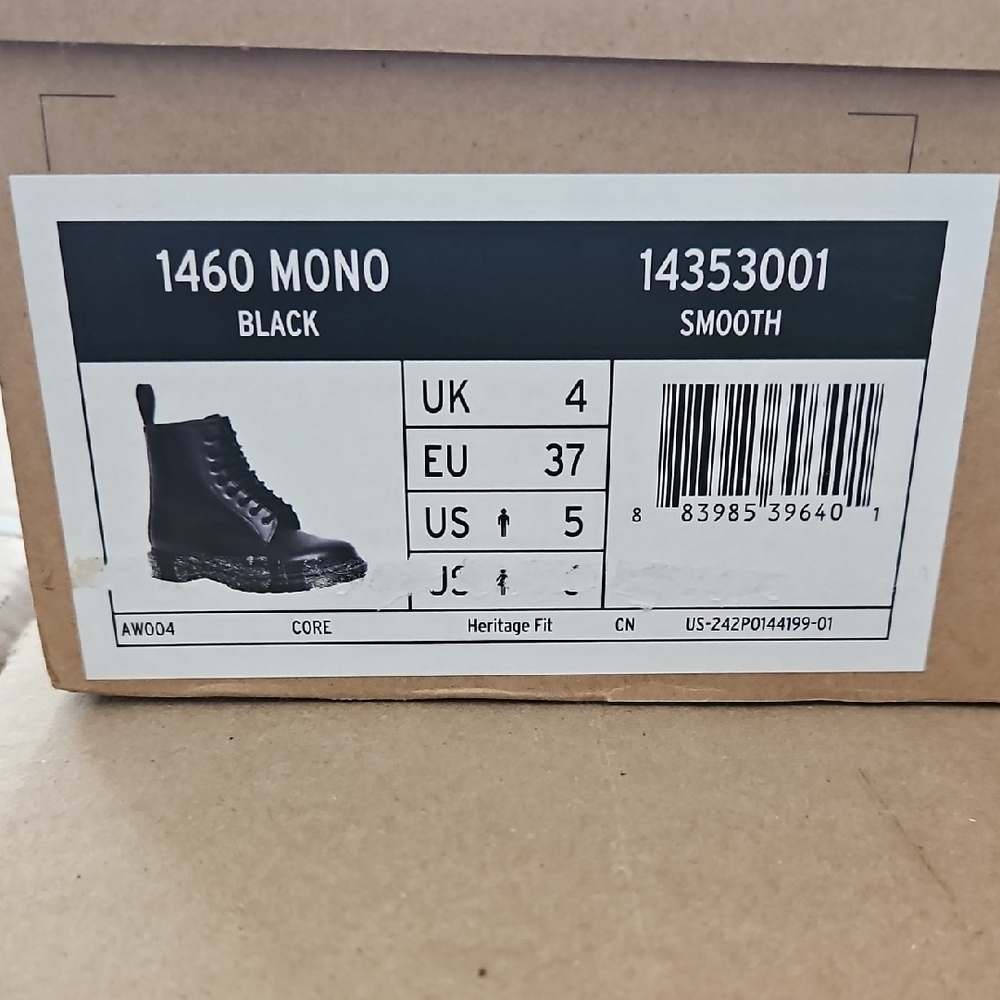 1460 MONO
BLACK
14353001
SMOOTH
UK 4
EU 37
US 5
8 83985 39640 1
AW004 CORE Heritage Fit CN US-242P0144199-01